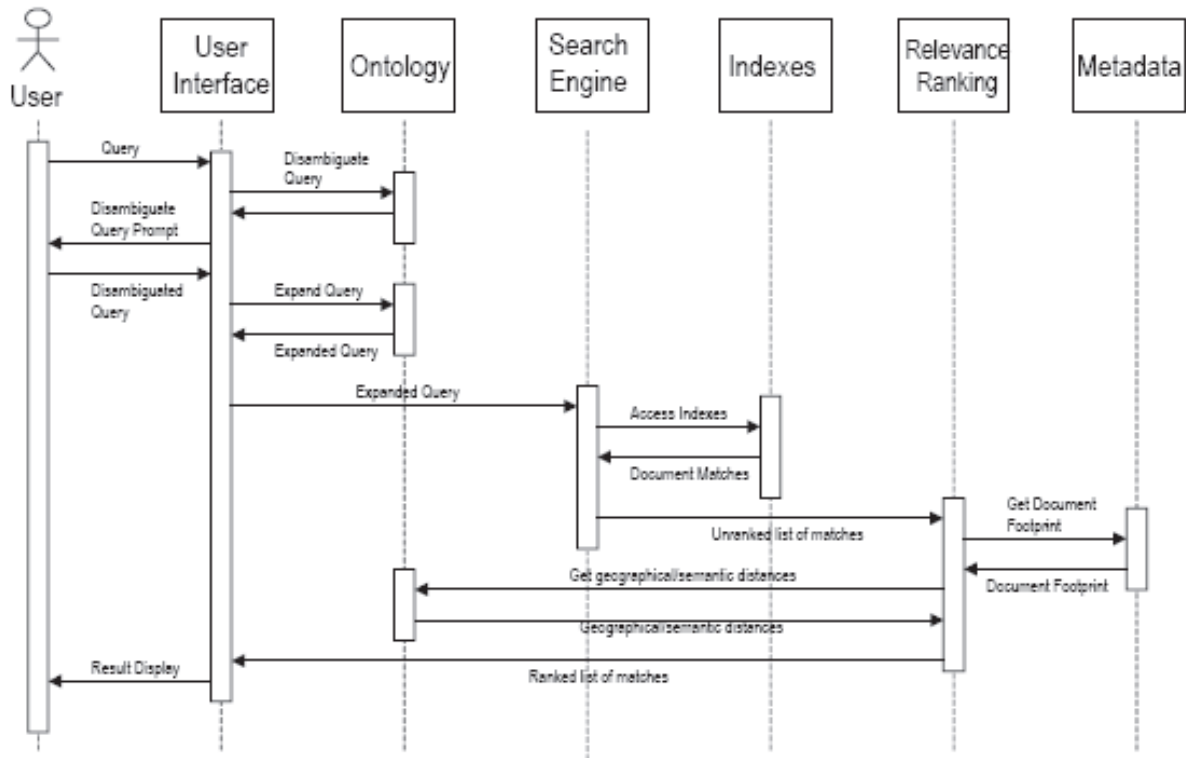 User
User
Interface
Ontology
Search
Engine
Indexes
Relevance
Ranking
Metadata
Query
Disambiguate
Query
Disambiguate
Query Prompt
Disambiguated
Query
Expand Query
Expanded Query
Expanded Query
Access Indexes
Document Matches
Unranked list of matches
Get Document
Footprint
Document Footprint
Get geographical/semantic distances
Geographical/semantic distances
Ranked list of matches
Result Display